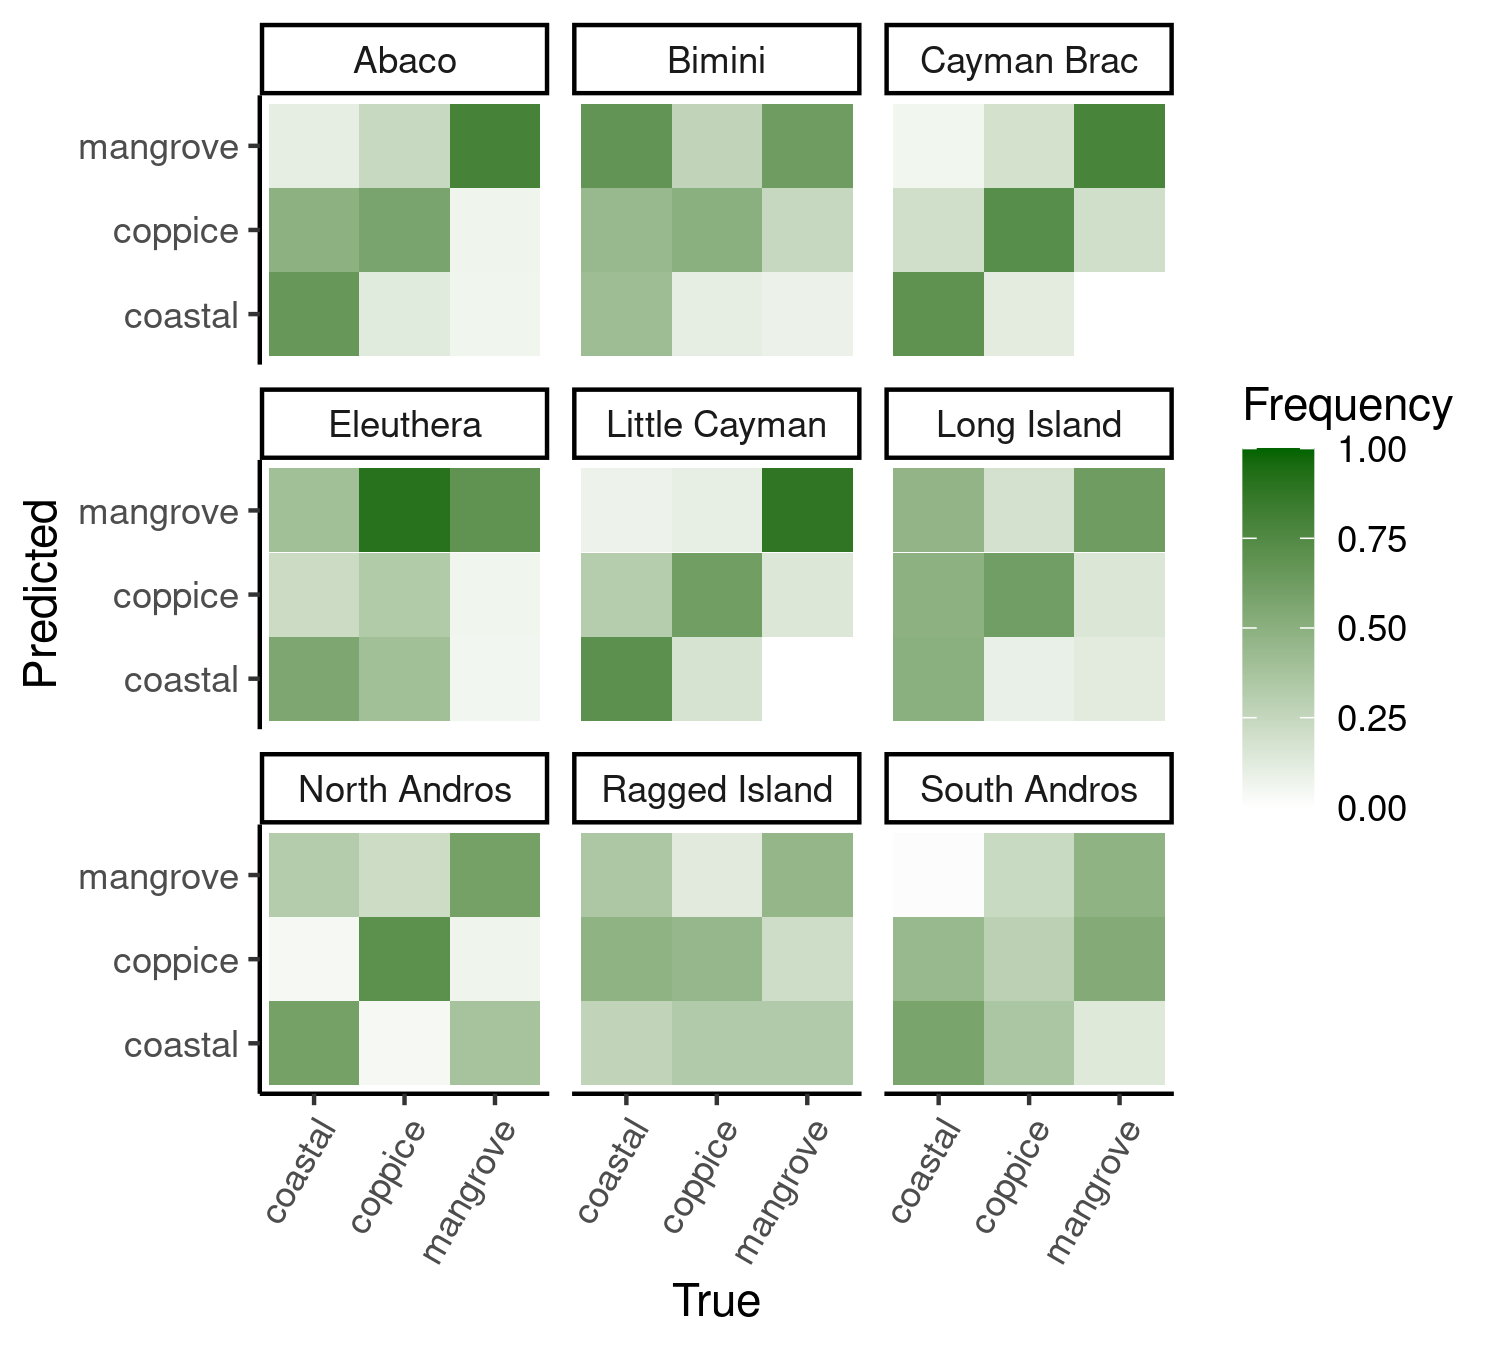 Abaco Bimini Cayman Brac
mangrove
coppice
coastal
Eleuthera Little Cayman Long Island
mangrove
coppice
coastal
North Andros Ragged Island South Andros
mangrove
coppice
coastal
coastal coppice mangrove coastal coppice mangrove coastal coppice mangrove
True
Predicted
Frequency
1.00
0.75
0.50
0.25
0.00